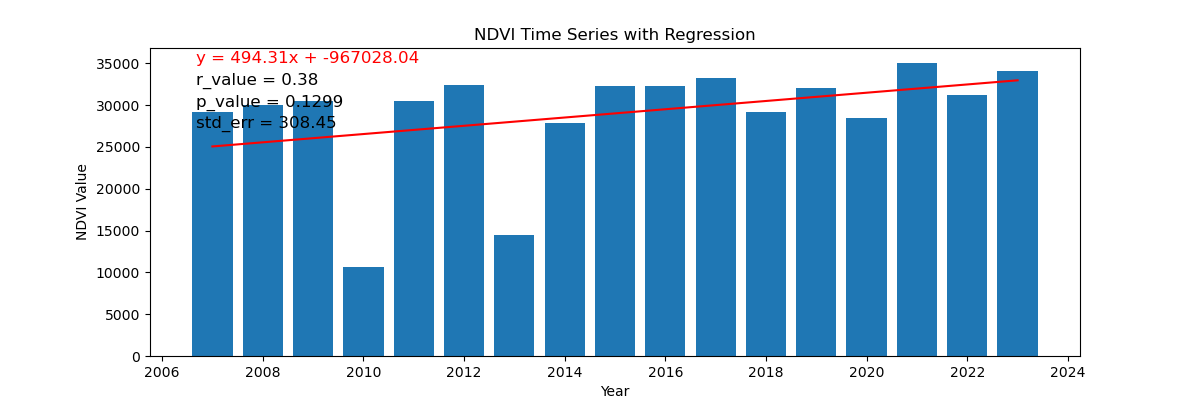 NDVI Time Series with Regression
y = 494.31x + -967028.04
r_value = 0.38
p_value = 0.1299
std_err = 308.45
NDVI Value
35000
30000
25000
20000
15000
10000
5000
0
2006 2008 2010 2012 2014 2016 2018 2020 2022 2024
Year